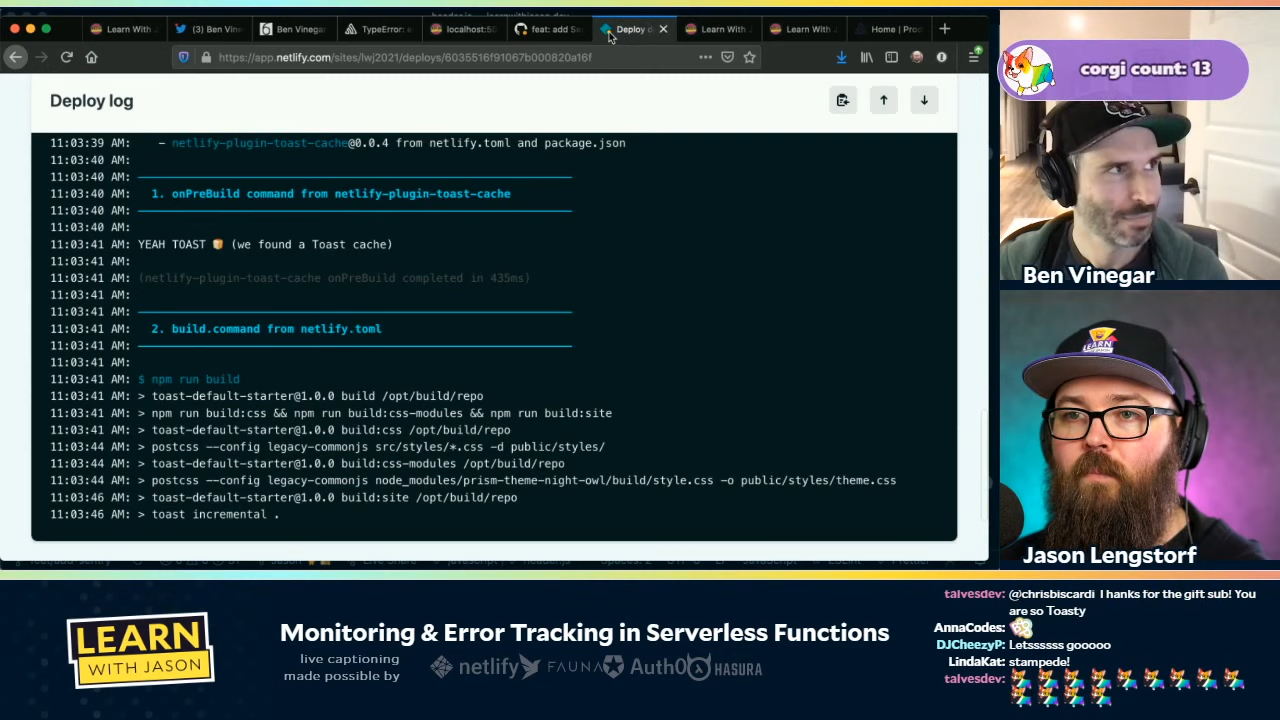 Learn With J
(3) Ben Vine
Ben Vinegar
TypeError: e
localhost:50
feat: add Se
Deploy d
Learn With
Learn With J
Home | Prod
https://app.netlify.com/sites/lwj2021/deploys/6035516f91067b000820a16f
corgi count: 13
Deploy log
11:03:39 AM: – netlify-plugin-toast-cache@0.0.4 from netlify.toml and package.json
11:03:40 AM:
11:03:40 AM:
11:03:40 AM: 1. onPreBuild command from netlify-plugin-toast-cache
11:03:40 AM:
11:03:40 AM:
11:03:41 AM: YEAH TOAST 🍞 (we found a Toast cache)
11:03:41 AM:
11:03:41 AM: (netlify-plugin-toast-cache onPreBuild completed in 435ms)
11:03:41 AM:
11:03:41 AM:
11:03:41 AM: 2. build.command from netlify.toml
11:03:41 AM:
11:03:41 AM:
11:03:41 AM: $ npm run build
11:03:41 AM: > toast-default-starter@1.0.0 build /opt/build/repo
11:03:41 AM: > npm run build:css && npm run build:css-modules && npm run build:site
11:03:41 AM: > toast-default-starter@1.0.0 build:css /opt/build/repo
11:03:44 AM: > postcss --config legacy-commonjs src/styles/*.css -d public/styles/
11:03:44 AM: > toast-default-starter@1.0.0 build:css-modules /opt/build/repo
11:03:44 AM: > postcss --config legacy-commonjs node_modules/prism-theme-night-owl/build/style.css -o public/styles/theme.css
11:03:46 AM: > toast-default-starter@1.0.0 build:site /opt/build/repo
11:03:46 AM: > toast incremental .
Ben Vinegar
LEARN
Jason Lengstorf
LEARN
WITH JASON
Monitoring & Error Tracking in Serverless Functions
live captioning
made possible by
netlify
FAUNA
Auth0
HASURA
talvesdev: @chrisbiscardi Thanks for the gift sub! You
are so Toasty
AnnaCodes:
DJCheezyP: Letssssss gooooo
LindaKat: stampede!
talvesdev: